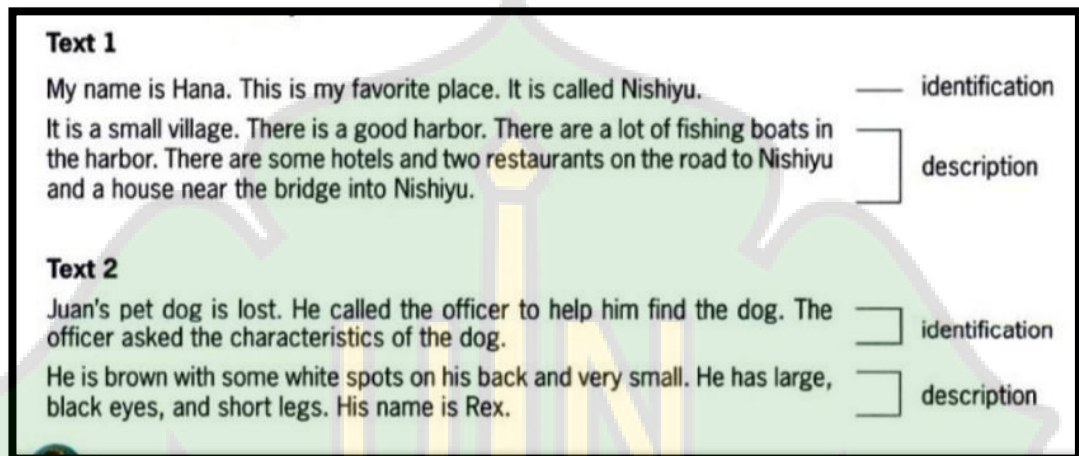 Text 1
My name is Hana. This is my favorite place. It is called Nishiyu.
identification
It is a small village. There is a good harbor. There are a lot of fishing boats in
the harbor. There are some hotels and two restaurants on the road to Nishiyu
and a house near the bridge into Nishiyu.
description
Text 2
Juan's pet dog is lost. He called the officer to help him find the dog. The
officer asked the characteristics of the dog.
identification
He is brown with some white spots on his back and very small. He has large,
black eyes, and short legs. His name is Rex.
description
UIN